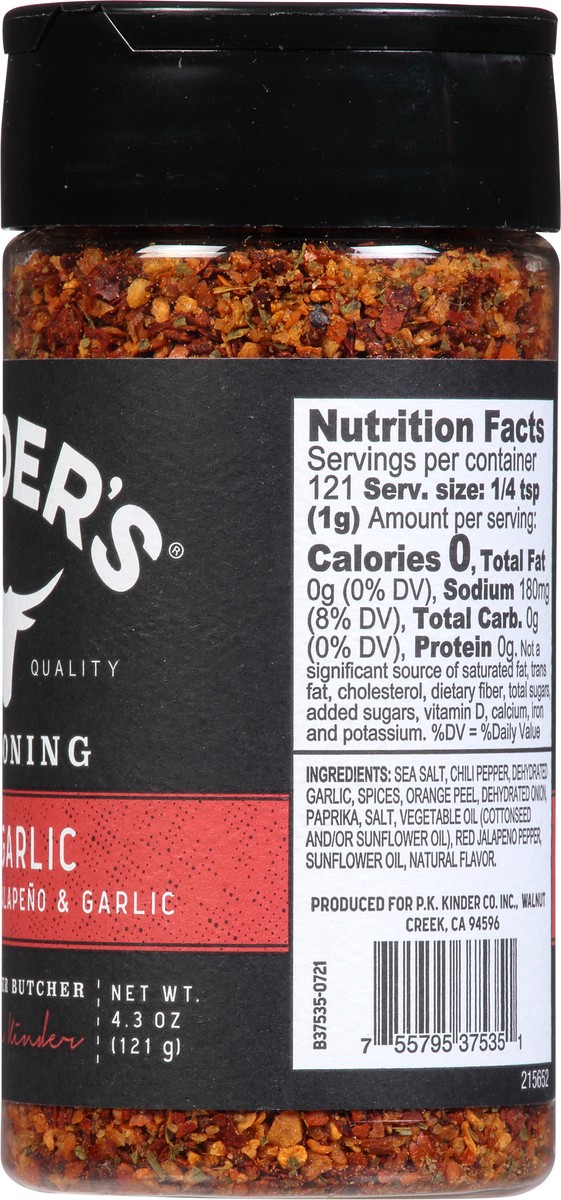 DER'S®
QUALITY
ONING
GARLIC
LAPEÑO & GARLIC
ER BUTCHER
Kinder
NET WT.
4.3 OZ
(121 g)
Nutrition Facts
Servings per container
121 Serv. size: 1/4 tsp
(1g) Amount per serving:
Calories 0, Total Fat
0g (0% DV), Sodium 180mg
(8% DV), Total Carb. 0g
(0% DV), Protein 0g. Not a
significant source of saturated fat, trans
fat, cholesterol, dietary fiber, total sugars,
added sugars, vitamin D, calcium, iron
and potassium. %DV = %Daily Value
INGREDIENTS: SEA SALT, CHILI PEPPER, DEHYDRATED
GARLIC, SPICES, ORANGE PEEL, DEHYDRATED ONION,
PAPRIKA, SALT, VEGETABLE OIL (COTTONSEED
AND/OR SUNFLOWER OIL), RED JALAPENO PEPPER,
SUNFLOWER OIL, NATURAL FLAVOR.
PRODUCED FOR P.K. KINDER CO. INC., WALNUT
CREEK, CA 94596
B37535-0721
7 55795 37535 1
215652